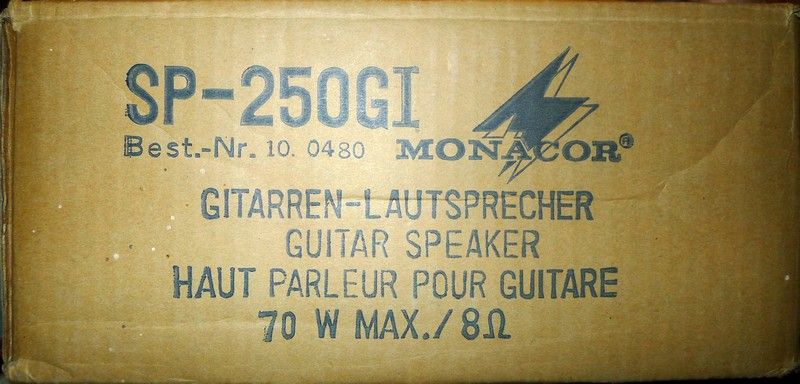 SP-250GI
Best.-Nr. 10. 0480 MONACOR®
GITARREN-LAUTSPRECHER
GUITAR SPEAKER
HAUT PARLEUR POUR GUITARE
70 W MAX./8Ω